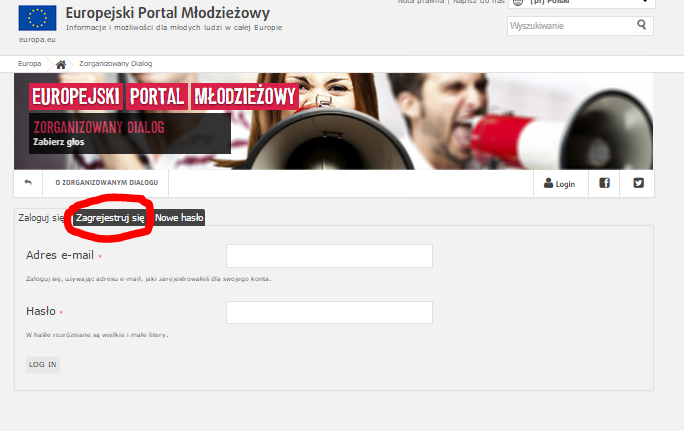 Europejski Portal Młodzieżowy
Nota prawna | Napisz do nas
[pl] Polski
Informacje i możliwości dla młodych ludzi w całej Europie
Wyszukiwanie
europa.eu
Europa
Zorganizowany Dialog
EUROPEJSKI PORTAL MŁODZIEŻOWY
ZORGANIZOWANY DIALOG
Zabierz głos
O ZORGANIZOWANYM DIALOGU
Login
Zaloguj się
Zagrejestruj się
Nowe hasło
Adres e-mail *
Zaloguj się, używając adresu e-mail, jaki zarejestrowałeś dla swojego konta.
Hasło *
W haśle rozróżniane są wielkie i małe litery.
LOG IN